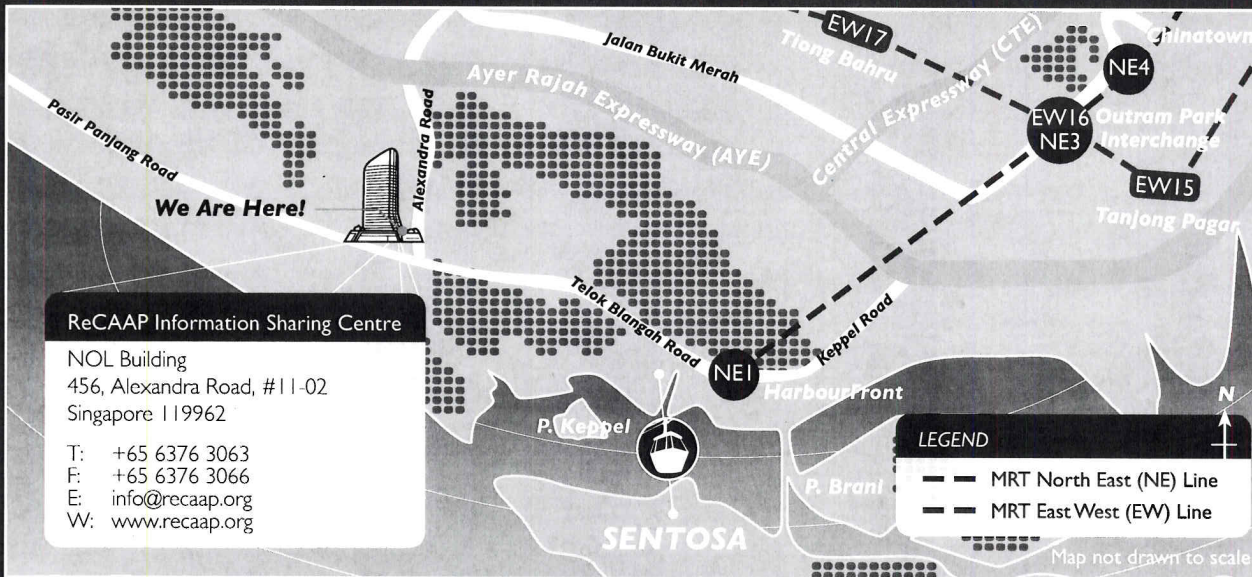 EW17
Tiong Bahru
Jalan Bukit Merah
Central Expressway (CTE)
Chinatown
NE4
Ayer Rajah Expressway (AYE)
EW16
NE3
Outram Park
Interchange
EW15
Tanjong Pagar
Pasir Panjang Road
Alexandra Road
We Are Here!
Telok Blangah Road
Keppel Road
NE1
HarbourFront
P. Keppel
P. Brani
SENTOSA
ReCAAP Information Sharing Centre
NOL Building
456, Alexandra Road, #11-02
Singapore 119962
T: +65 6376 3063
F: +65 6376 3066
E: info@recaap.org
W: www.recaap.org
N
LEGEND
MRT North East (NE) Line
MRT East West (EW) Line
Map not drawn to scale